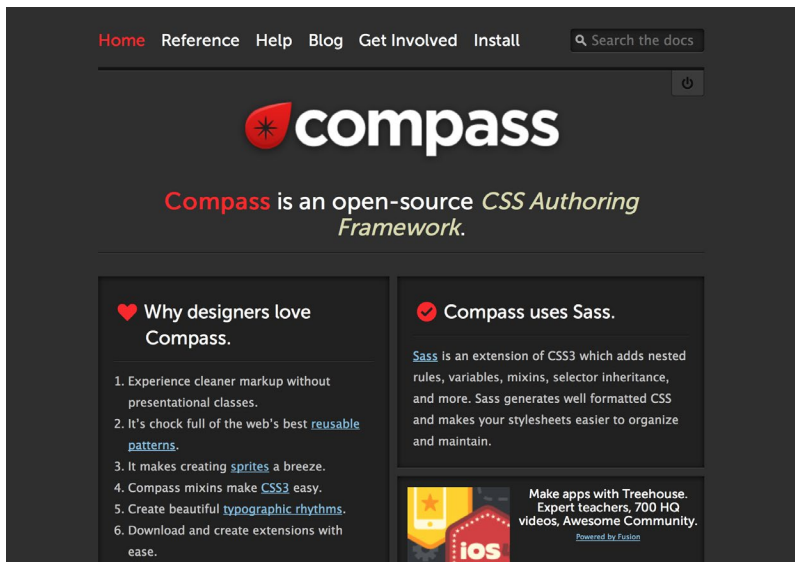 Home Reference Help Blog Get Involved Install Search the docs
compass
Compass is an open-source CSS Authoring
Framework.
Why designers love
Compass.
1. Experience cleaner markup without
presentational classes.
2. It's chock full of the web's best reusable
patterns.
3. It makes creating sprites a breeze.
4. Compass mixins make CSS3 easy.
5. Create beautiful typographic rhythms.
6. Download and create extensions with
ease.
Compass uses Sass.
Sass is an extension of CSS3 which adds nested
rules, variables, mixins, selector inheritance,
and more. Sass generates well formatted CSS
and makes your stylesheets easier to organize
and maintain.
iOS
Make apps with Treehouse.
Expert teachers, 700 HQ
videos, Awesome Community.
Powered by Fusion